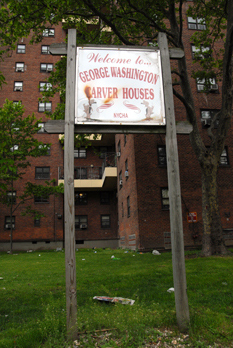 Welcome to...
GEORGE WASHINGTON
CARVER HOUSES
NYCHA